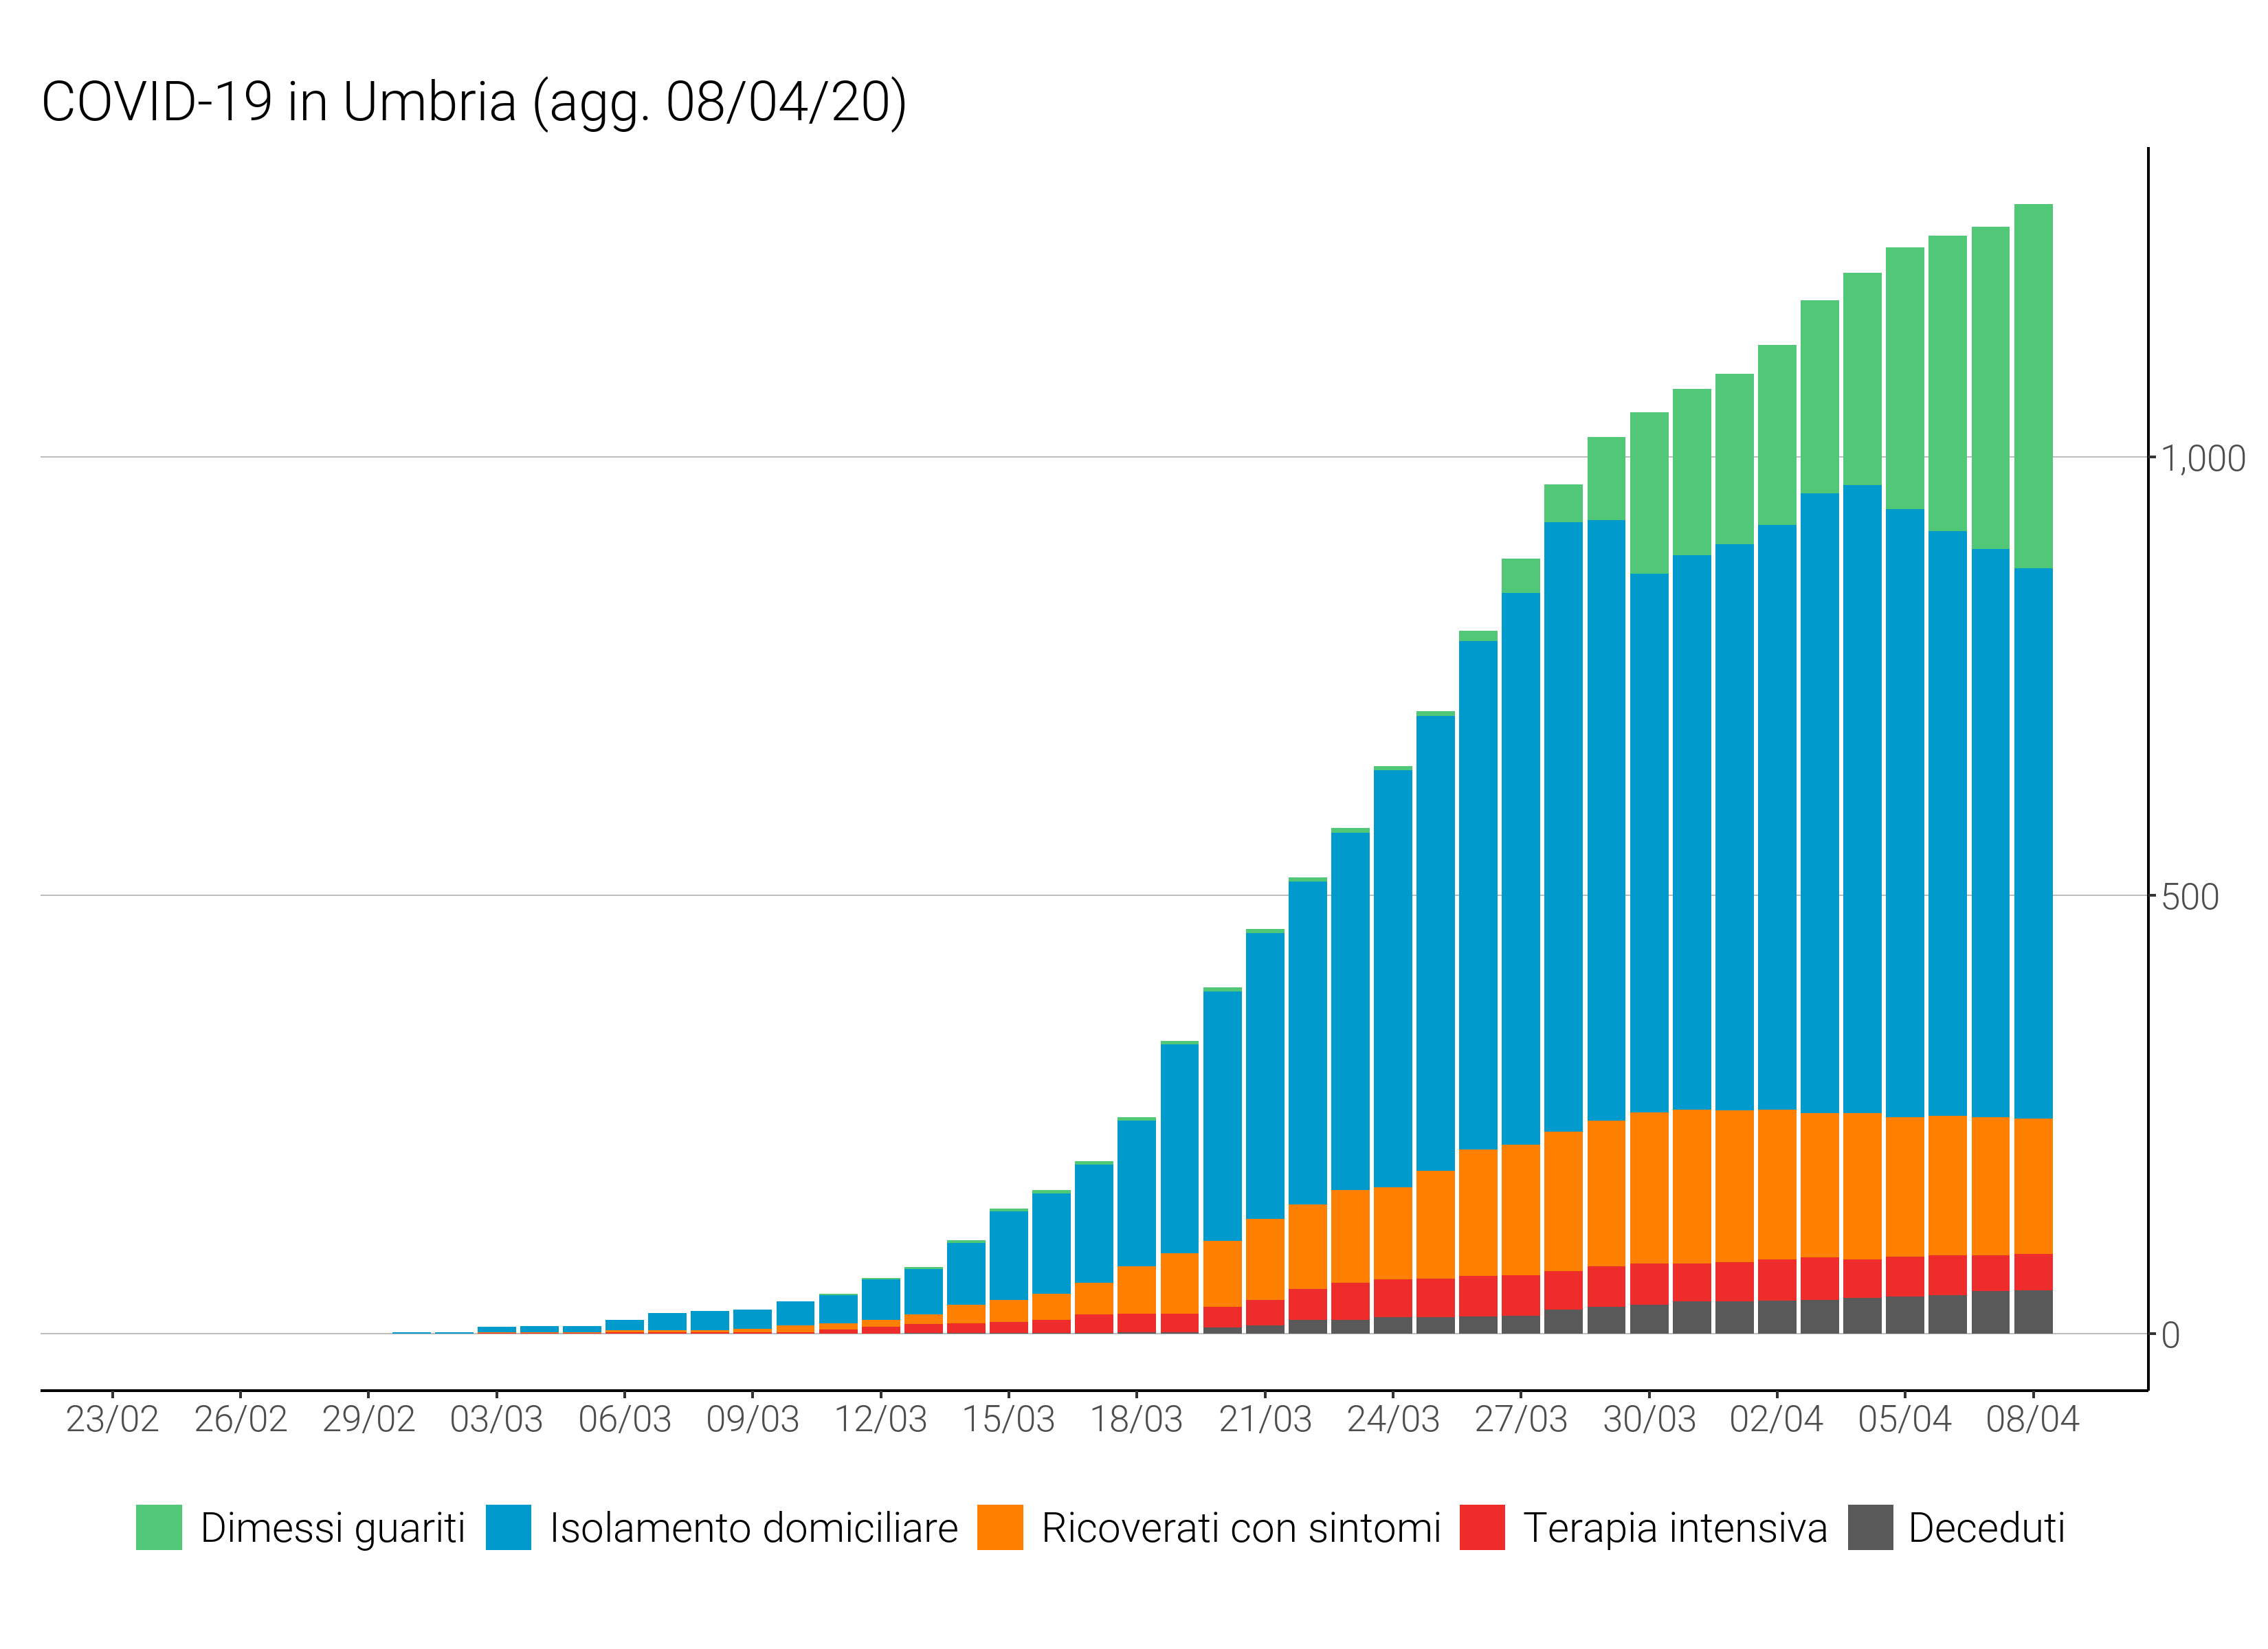 COVID-19 in Umbria (agg. 08/04/20)
1,000
500
0
23/02 26/02 29/02 03/03 06/03 09/03 12/03 15/03 18/03 21/03 24/03 27/03 30/03 02/04 05/04 08/04
Dimessi guariti Isolamento domiciliare Ricoverati con sintomi Terapia intensiva Deceduti